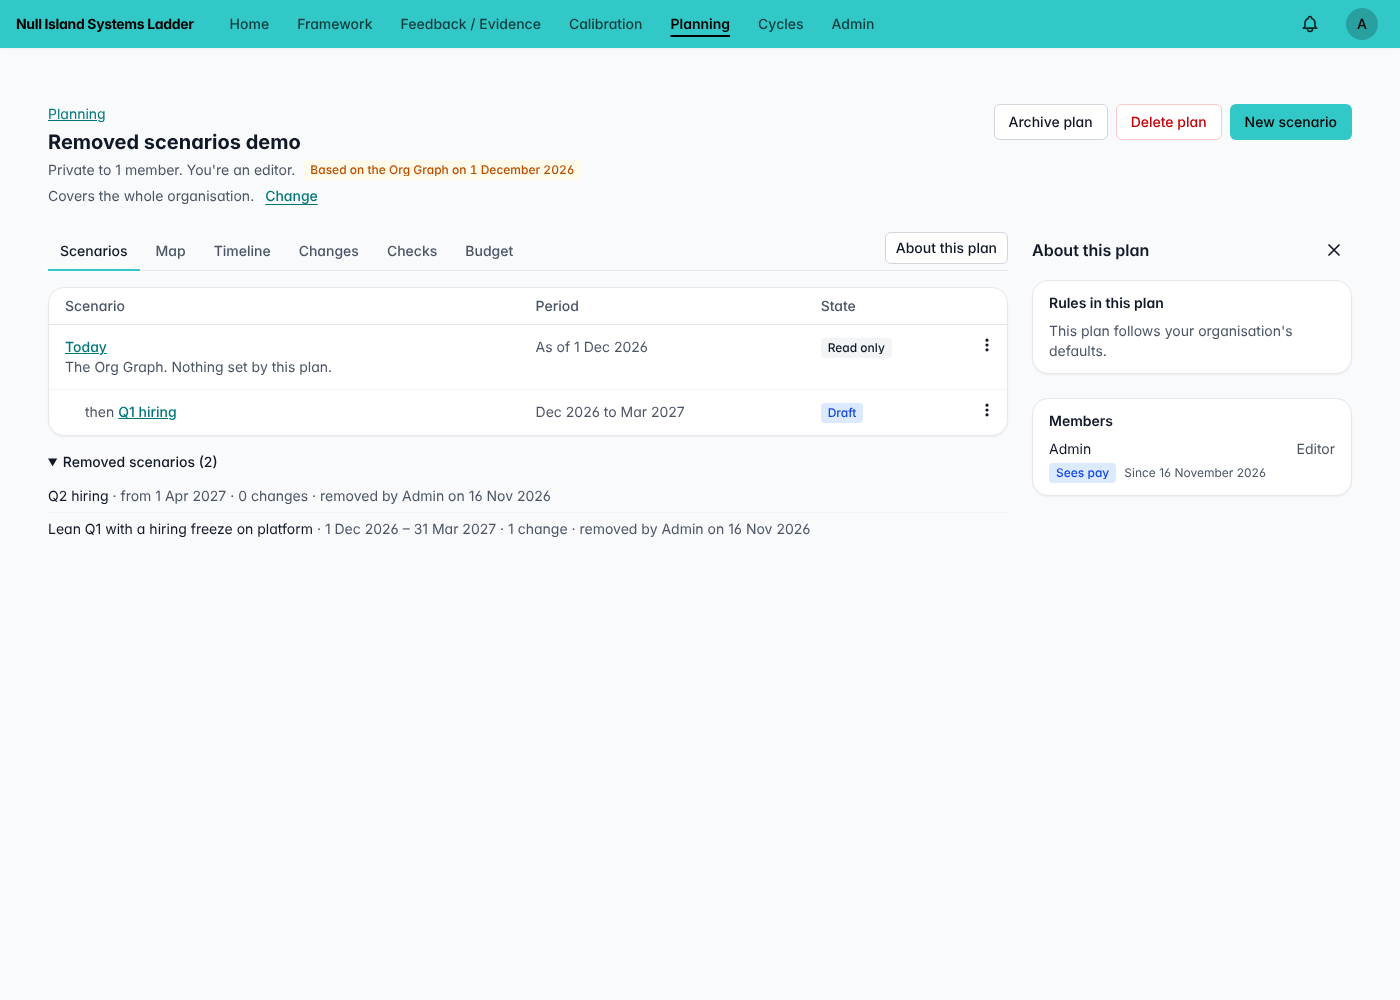 Null Island Systems Ladder
Home
Framework
Feedback / Evidence
Calibration
Planning
Cycles
Admin
A
Planning
Removed scenarios demo
Private to 1 member. You're an editor.
Based on the Org Graph on 1 December 2026
Covers the whole organisation.
Change
Archive plan
Delete plan
New scenario
Scenarios
Map
Timeline
Changes
Checks
Budget
About this plan
Scenario
Period
State
Today
As of 1 Dec 2026
Read only
The Org Graph. Nothing set by this plan.
then Q1 hiring
Dec 2026 to Mar 2027
Draft
▼ Removed scenarios (2)
Q2 hiring · from 1 Apr 2027 · 0 changes · removed by Admin on 16 Nov 2026
Lean Q1 with a hiring freeze on platform · 1 Dec 2026 – 31 Mar 2027 · 1 change · removed by Admin on 16 Nov 2026
About this plan
Rules in this plan
This plan follows your organisation's
defaults.
Members
Admin
Editor
Sees pay
Since 16 November 2026